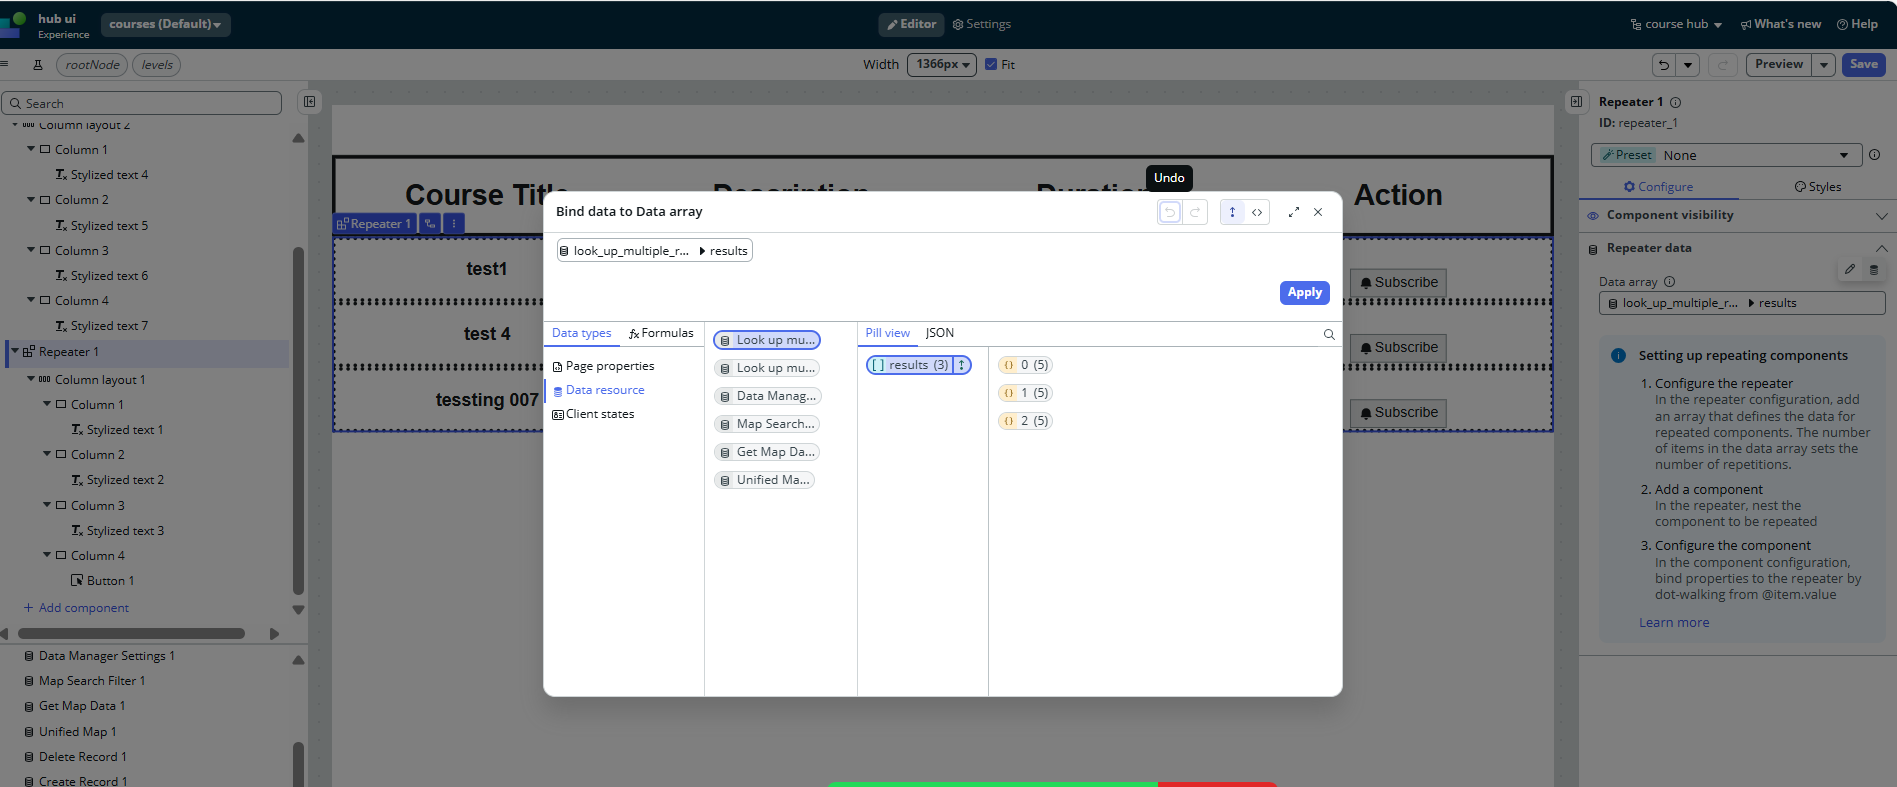 hub ui
Experience
courses (Default)
Editor
Settings
course hub
What's new
Help
rootNode
levels
Width
1366px
Fit
Preview
Save
Search
Column layout 2
Column 1
Stylized text 4
Column 2
Stylized text 5
Column 3
Stylized text 6
Column 4
Stylized text 7
Repeater 1
Column layout 1
Column 1
Stylized text 1
Column 2
Stylized text 2
Column 3
Stylized text 3
Column 4
Button 1
+ Add component
Data Manager Settings 1
Map Search Filter 1
Get Map Data 1
Unified Map 1
Delete Record 1
Create Record 1
Course Title
Description
Duration
Action
Undo
Repeater 1
test1
Subscribe
test 4
Subscribe
tessting 007
Subscribe
Bind data to Data array
look_up_multiple_r...
results
Apply
Data types
fx Formulas
Page properties
Data resource
Client states
Look up mu...
Look up mu...
Data Manag...
Map Search...
Get Map Da...
Unified Ma...
Pill view
JSON
[ ] results (3)
{} 0 (5)
{} 1 (5)
{} 2 (5)
Repeater 1
ID: repeater_1
Preset
None
Configure
Styles
Component visibility
Repeater data
Data array
look_up_multiple_r...
results
Setting up repeating components
1. Configure the repeater
In the repeater configuration, add
an array that defines the data for
repeated components. The number
of items in the data array sets the
number of repetitions.
2. Add a component
In the repeater, nest the
component to be repeated
3. Configure the component
In the component configuration,
bind properties to the repeater by
dot-walking from @item.value
Learn more